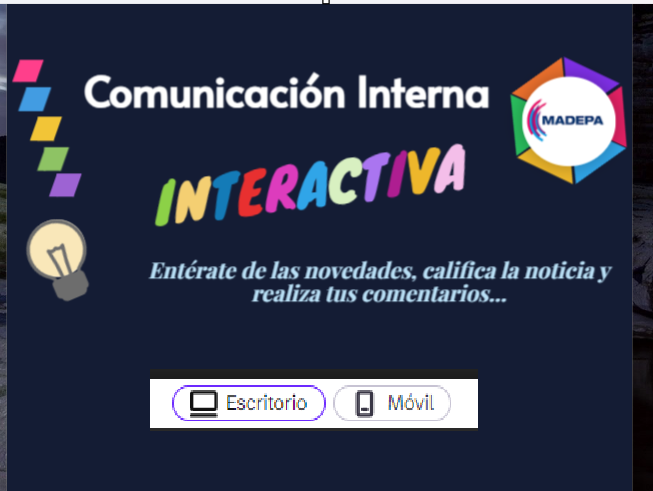 Comunicación Interna
MADEPA
INTERACTIVA
Entérate de las novedades, califica la noticia y
realiza tus comentarios...
Escritorio
Móvil